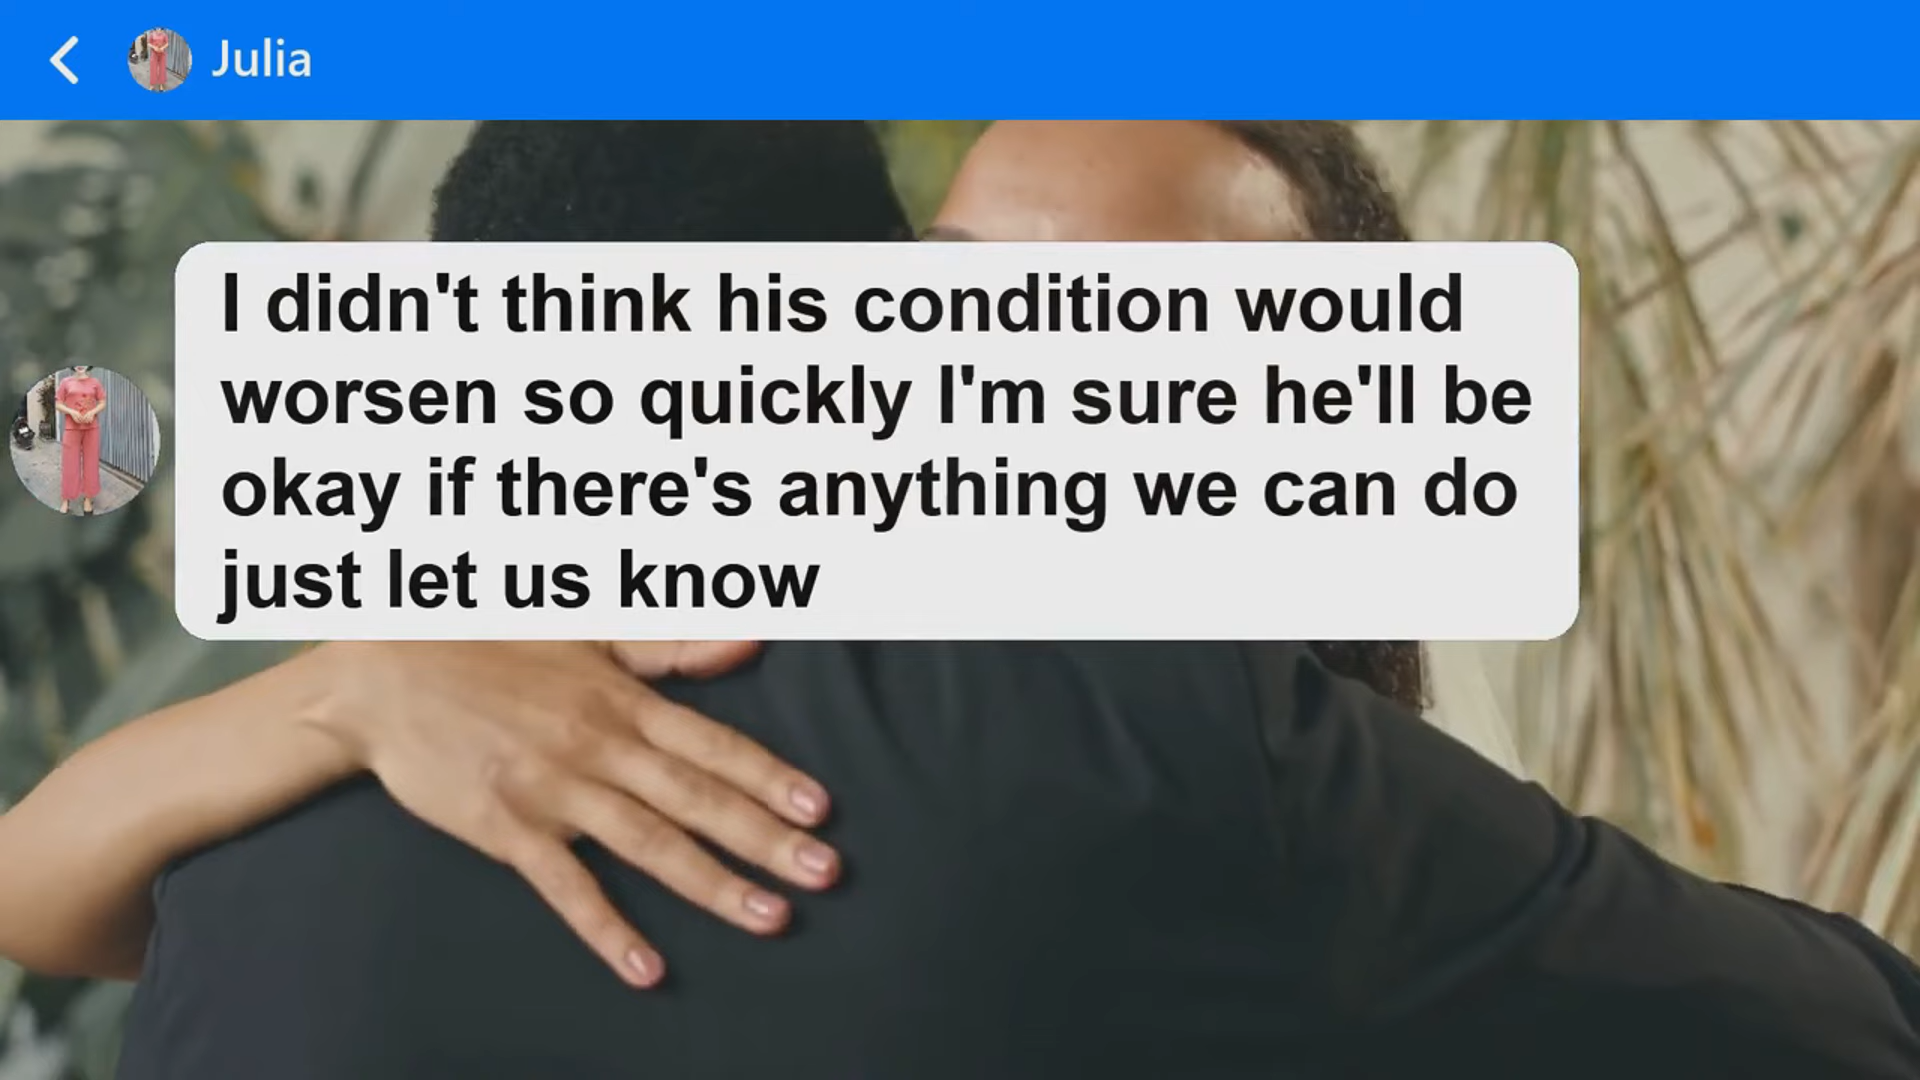 Julia
I didn't think his condition would
worsen so quickly I'm sure he'll be
okay if there's anything we can do
just let us know